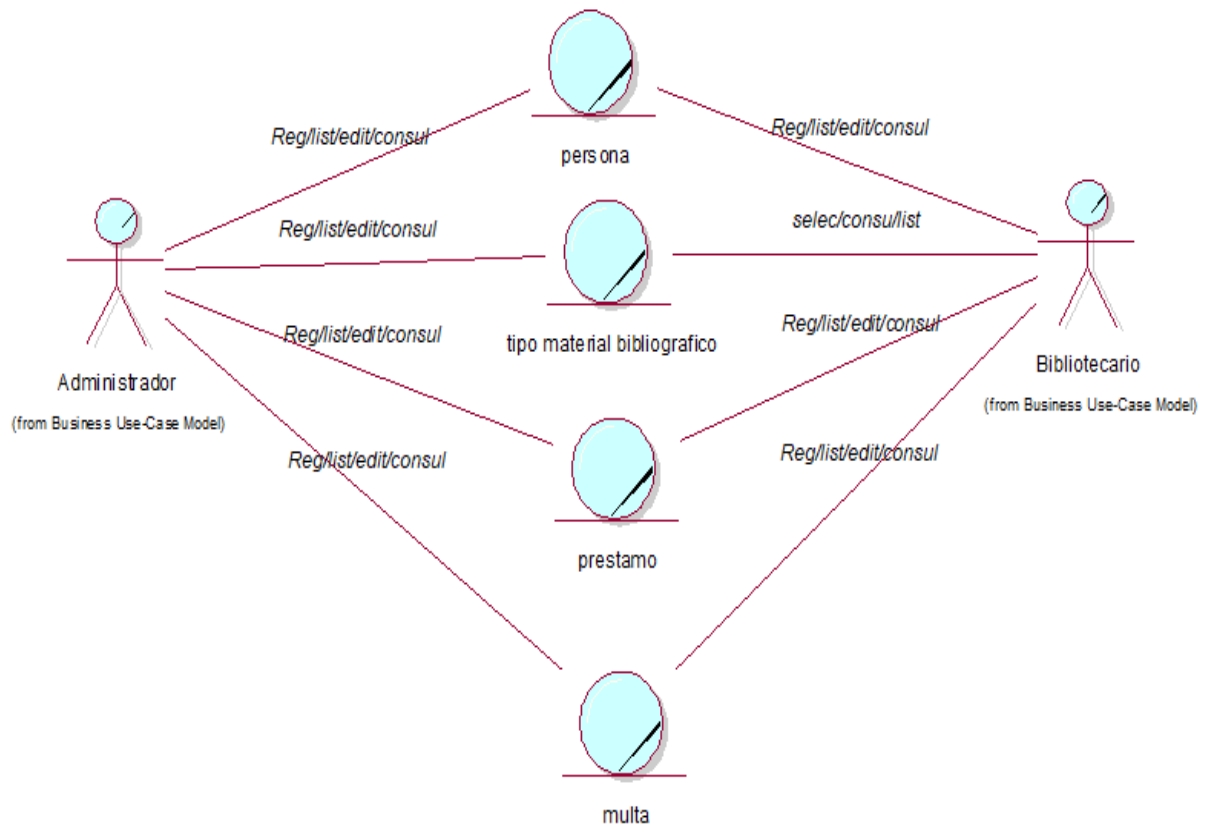 Reg/list/edit/consul
Reg/list/edit/consul
persona
Reg/list/edit/consul
selec/consu/list
tipo material bibliografico
Reg/list/edit/consul
Reg/list/edit/consul
Administrador
(from Business Use-Case Model)
Bibliotecario
(from Business Use-Case Model)
Reg/list/edit/consul
Reg/list/edit/consul
prestamo
multa